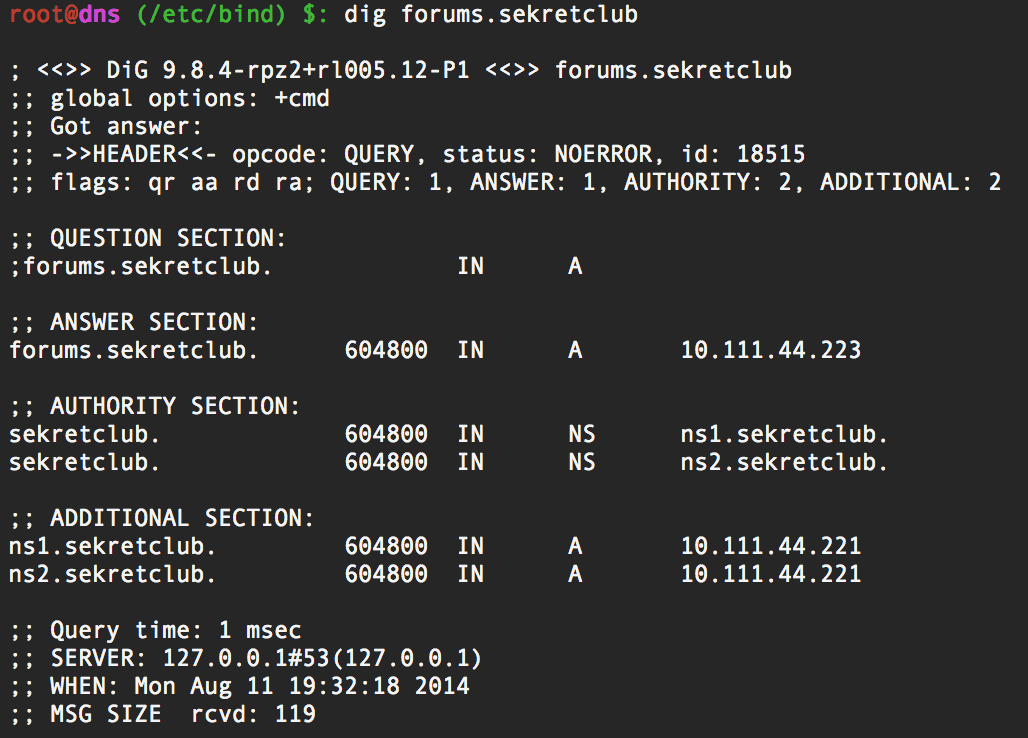 root@dns (/etc/bind) $: dig forums.sekretclub
; <<>> DiG 9.8.4-rpz2+rl005.12-P1 <<>> forums.sekretclub
;; global options: +cmd
;; Got answer:
;; ->>HEADER<<- opcode: QUERY, status: NOERROR, id: 18515
;; flags: qr aa rd ra; QUERY: 1, ANSWER: 1, AUTHORITY: 2, ADDITIONAL: 2
;; QUESTION SECTION:
;forums.sekretclub. IN A
;; ANSWER SECTION:
forums.sekretclub. 604800 IN A 10.111.44.223
;; AUTHORITY SECTION:
sekretclub. 604800 IN NS ns1.sekretclub.
sekretclub. 604800 IN NS ns2.sekretclub.
;; ADDITIONAL SECTION:
ns1.sekretclub. 604800 IN A 10.111.44.221
ns2.sekretclub. 604800 IN A 10.111.44.221
;; Query time: 1 msec
;; SERVER: 127.0.0.1#53(127.0.0.1)
;; WHEN: Mon Aug 11 19:32:18 2014
;; MSG SIZE rcvd: 119